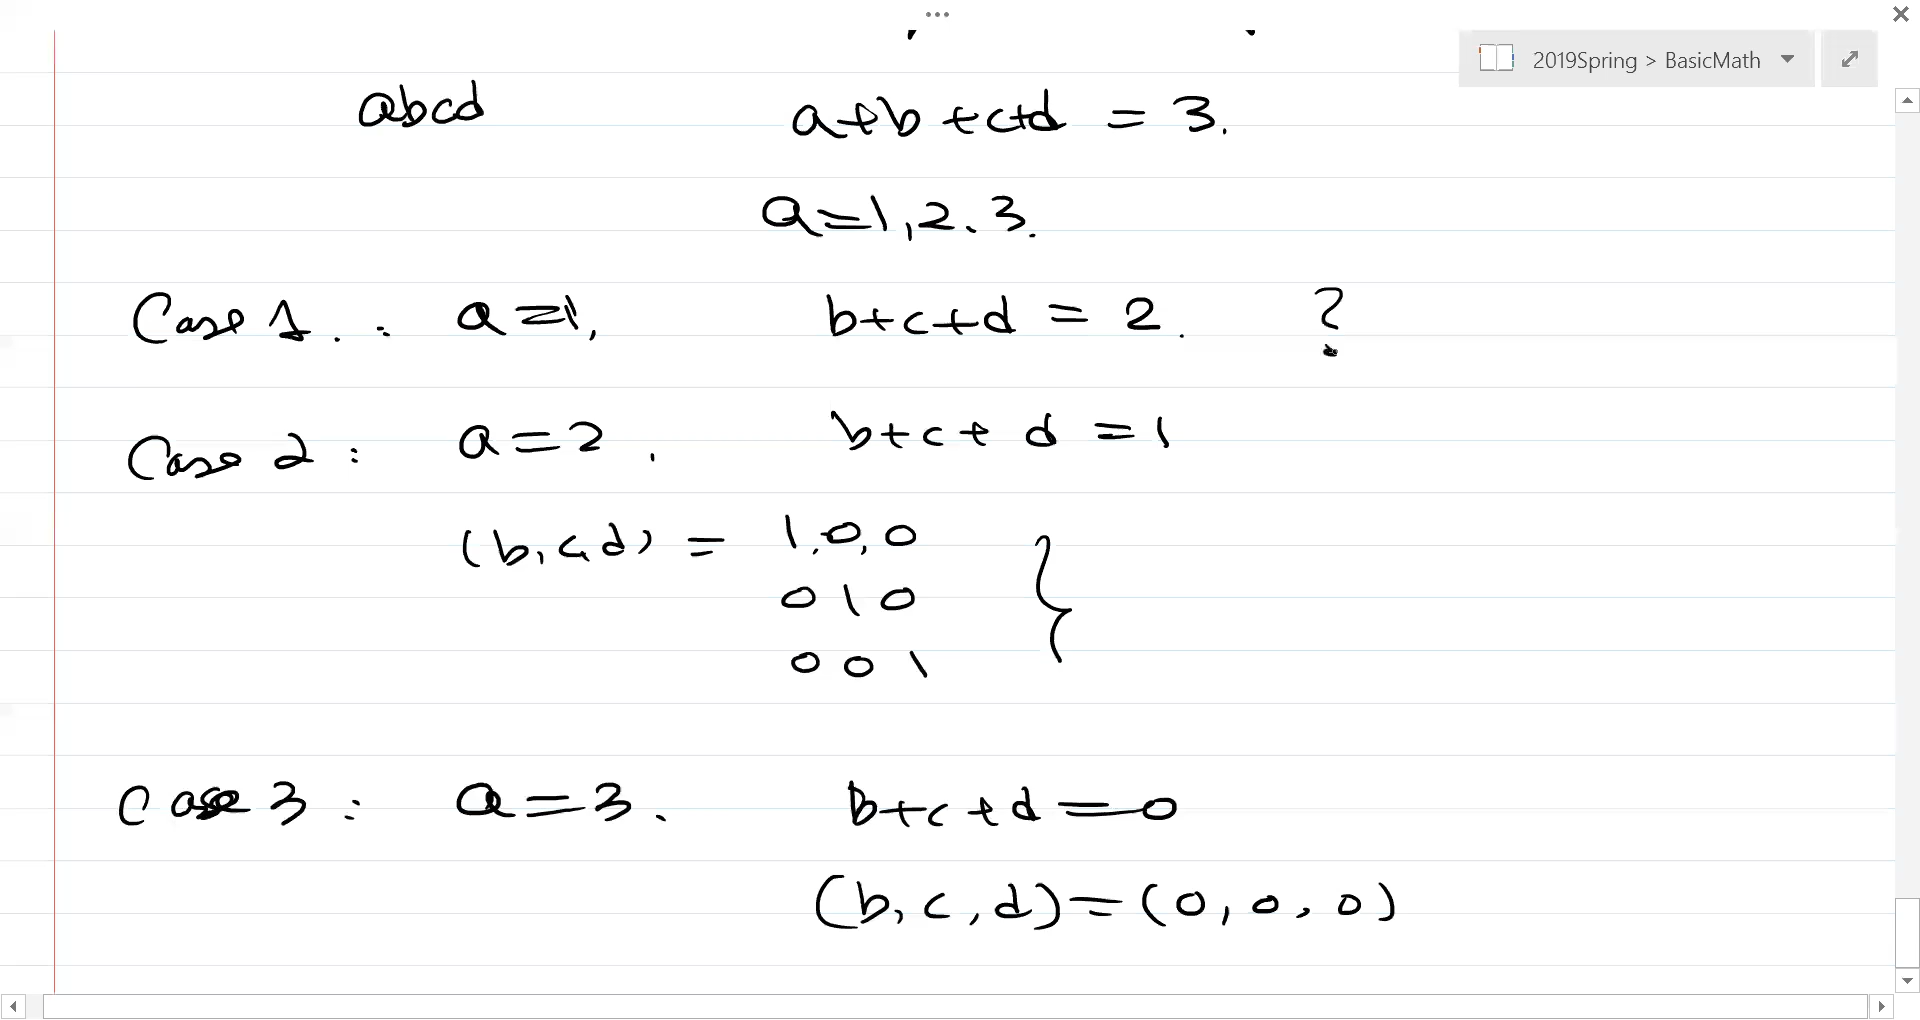 2019Spring > BasicMath
abcd a+b+c+d = 3.
a=1,2,3.
Case 1. : a=1, b+c+d = 2. ?
Case 2 : a=2. b+c+d =1
(b,c,d) = 1,0,0
0 1 0
0 0 1
Case 3 : a=3. b+c+d=0
(b,c,d)=(0,0,0)